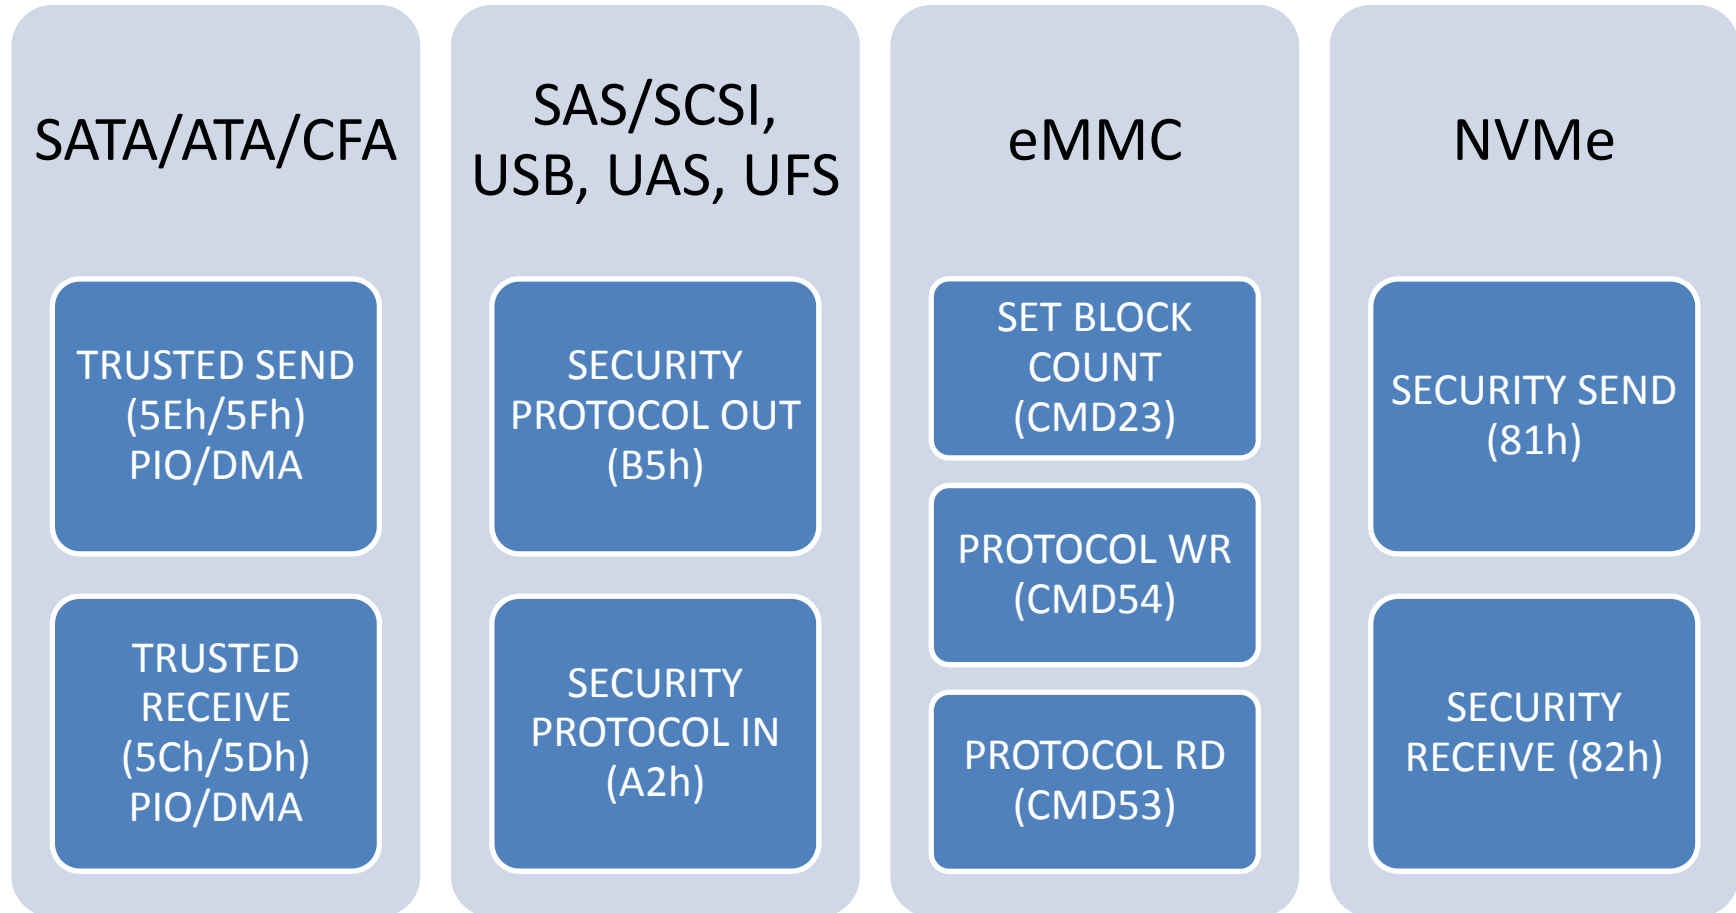 SATA/ATA/CFA
TRUSTED SEND
(5Eh/5Fh)
PIO/DMA
TRUSTED
RECEIVE
(5Ch/5Dh)
PIO/DMA
SAS/SCSI,
USB, UAS, UFS
SECURITY
PROTOCOL OUT
(B5h)
SECURITY
PROTOCOL IN
(A2h)
eMMC
SET BLOCK
COUNT
(CMD23)
PROTOCOL WR
(CMD54)
PROTOCOL RD
(CMD53)
NVMe
SECURITY SEND
(81h)
SECURITY
RECEIVE (82h)